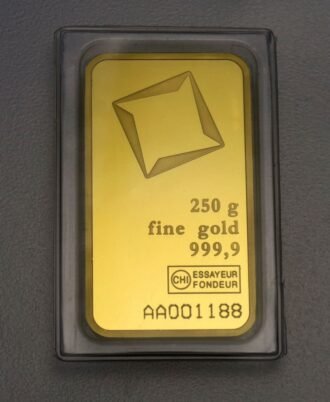 250 g
fine gold
999,9
CHI ESSAYEUR
FONDEUR
AA001188